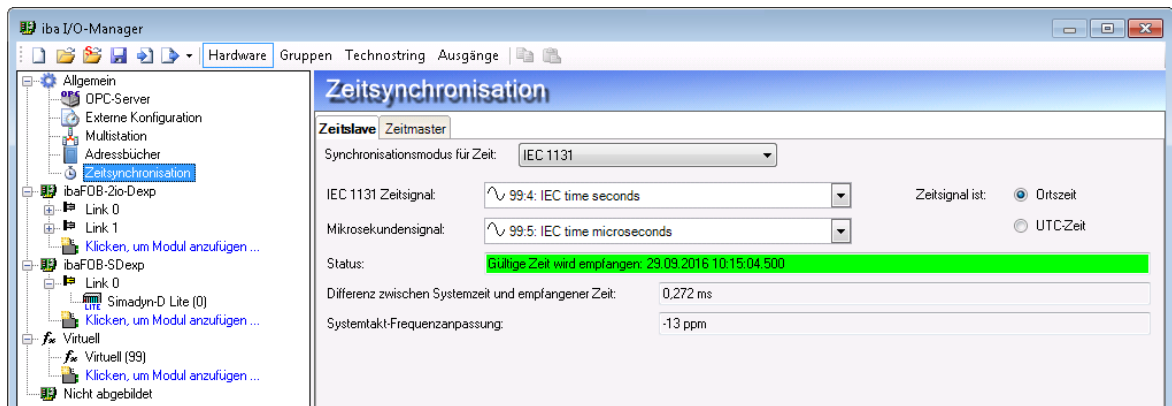 iba I/O-Manager
Hardware Gruppen Technostring Ausgänge
Allgemein
OPC-Server
Externe Konfiguration
Multistation
Adressbücher
Zeitsynchronisation
ibaFOB-2io-Dexp
Link 0
Link 1
Klicken, um Modul anzufügen ...
ibaFOB-SDexp
Link 0
LITE Simadyn-D Lite (0)
Klicken, um Modul anzufügen ...
fx Virtuell
fx Virtuell (99)
Klicken, um Modul anzufügen ...
Nicht abgebildet
Zeitsynchronisation
Zeitslave Zeitmaster
Synchronisationsmodus für Zeit: IEC 1131
IEC 1131 Zeitsignal: 99:4: IEC time seconds Zeitsignal ist: Ortszeit
Mikrosekundensignal: 99:5: IEC time microseconds UTC-Zeit
Status: Gültige Zeit wird empfangen: 29.09.2016 10:15:04.500
Differenz zwischen Systemzeit und empfangener Zeit: 0,272 ms
Systemtakt-Frequenzanpassung: -13 ppm